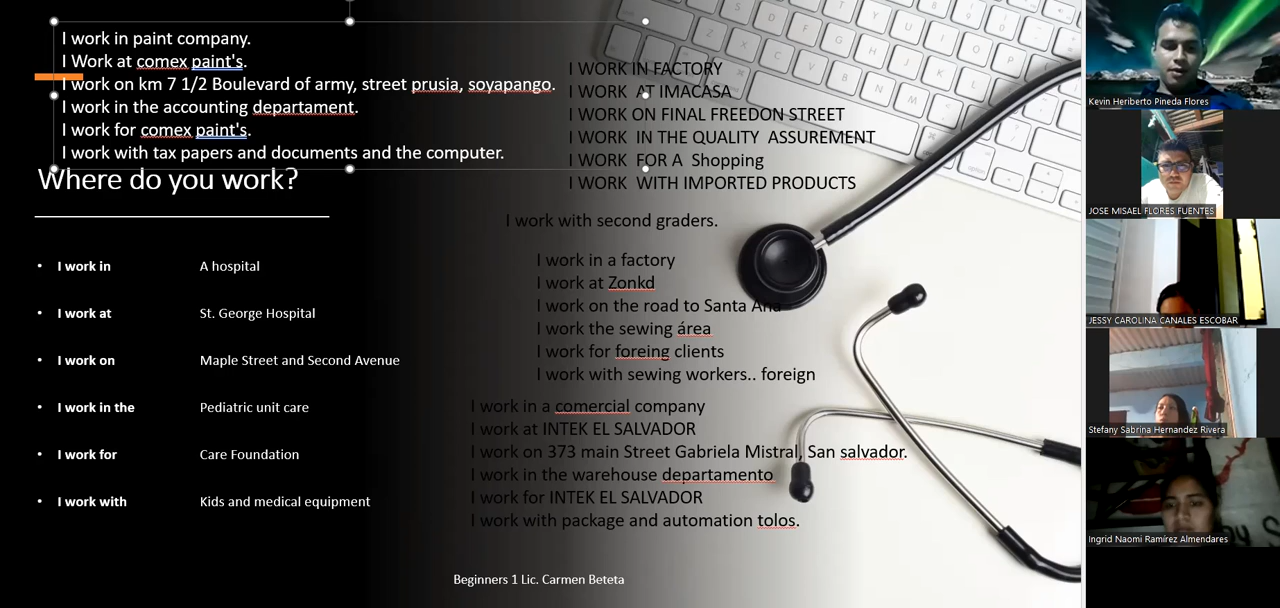 I work in paint company.
I Work at comex paint's.
I work on km 7 1/2 Boulevard of army, street prusia, soyapango.
I work in the accounting departament.
I work for comex paint's.
I work with tax papers and documents and the computer.
Where do you work?
I WORK IN FACTORY
I WORK AT IMACASA
I WORK ON FINAL FREEDON STREET
I WORK IN THE QUALITY ASSUREMENT
I WORK FOR A Shopping
I WORK WITH IMPORTED PRODUCTS
I work with second graders.
• I work in A hospital
• I work at St. George Hospital
• I work on Maple Street and Second Avenue
• I work in the Pediatric unit care
• I work for Care Foundation
• I work with Kids and medical equipment
I work in a factory
I work at Zonkd
I work on the road to Santa Ana
I work the sewing área
I work for foreing clients
I work with sewing workers.. foreign
I work in a comercial company
I work at INTEK EL SALVADOR
I work on 373 main Street Gabriela Mistral, San salvador.
I work in the warehouse departamento
I work for INTEK EL SALVADOR
I work with package and automation tolos.
Beginners 1 Lic. Carmen Beteta
Kevin Heriberto Pineda Flores
JOSE MISAEL FLORES FUENTES
JESSY CAROLINA CANALES ESCOBAR
Stefany Sabrina Hernandez Rivera
Ingrid Naomi Ramírez Almendares